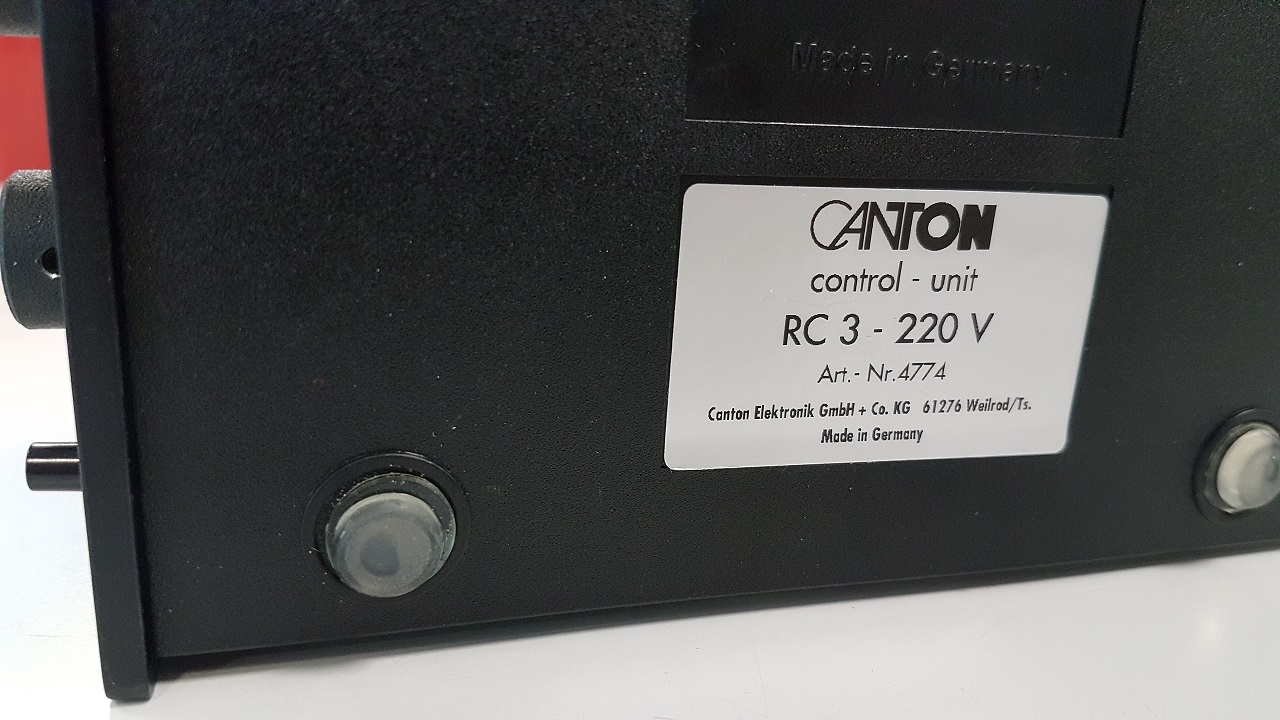 Made in Germany
CANTON
control - unit
RC 3 - 220 V
Art.- Nr.4774
Canton Elektronik GmbH + Co. KG 61276 Weilrod/Ts.
Made in Germany